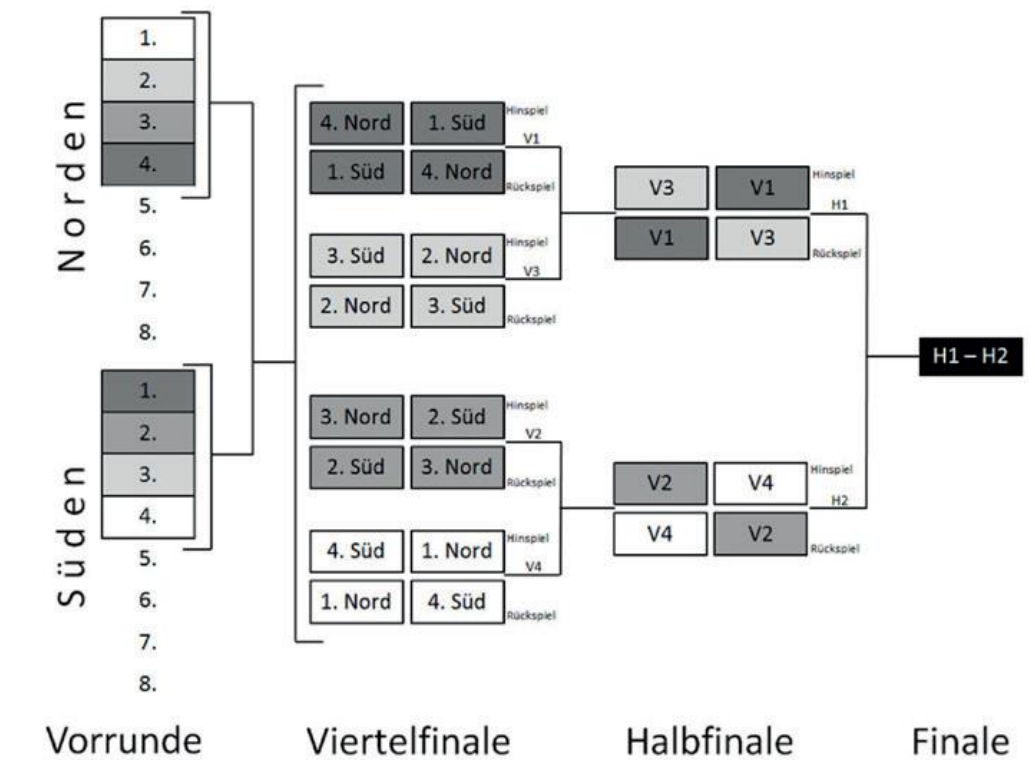 Norden
1.
2.
3.
4.
5.
6.
7.
8.
Süden
1.
2.
3.
4.
5.
6.
7.
8.
Vorrunde
4. Nord 1. Süd Hinspiel
V1
1. Süd 4. Nord Rückspiel
3. Süd 2. Nord Hinspiel
V3
2. Nord 3. Süd Rückspiel
3. Nord 2. Süd Hinspiel
V2
2. Süd 3. Nord Rückspiel
4. Süd 1. Nord Hinspiel
V4
1. Nord 4. Süd Rückspiel
Viertelfinale
V3 V1 Hinspiel
H1
V1 V3 Rückspiel
V2 V4 Hinspiel
H2
V4 V2 Rückspiel
Halbfinale
H1 – H2
Finale